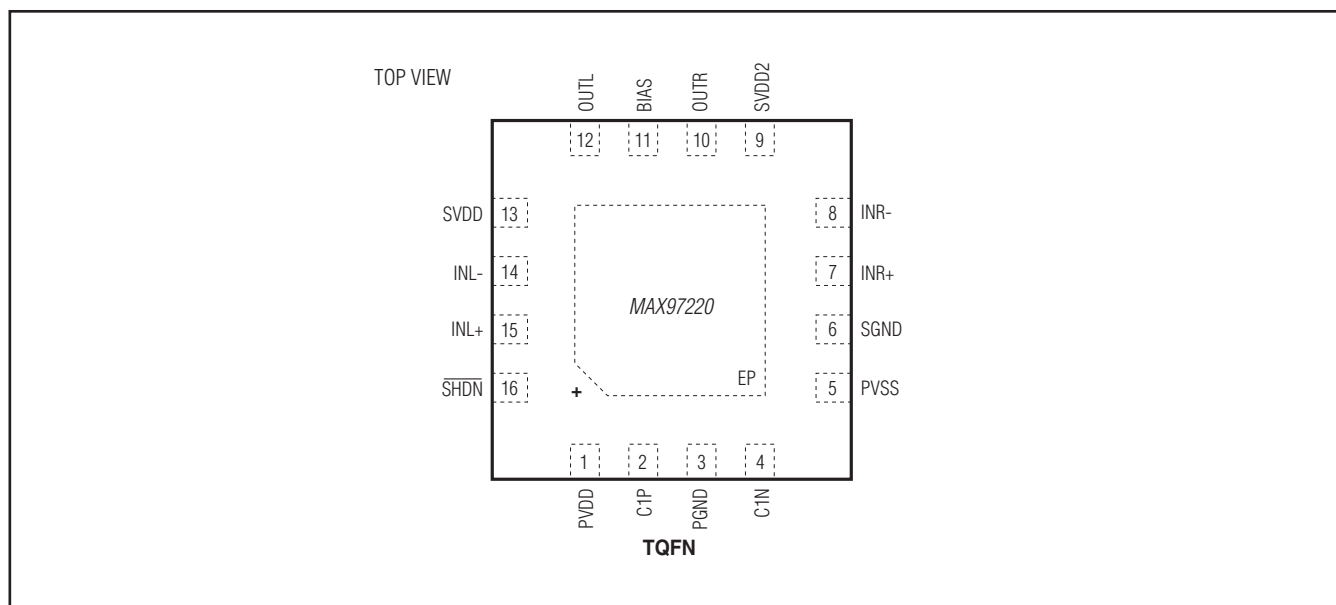 TOP VIEW
OUTL
BIAS
OUTR
SVDD2
12
11
10
9
SVDD 13
8 INR-
INL- 14
7 INR+
MAX97220
INL+ 15
6 SGND
EP
S̅H̅D̅N̅ 16
+
5 PVSS
1
2
3
4
PVDD
C1P
PGND
C1N
TQFN